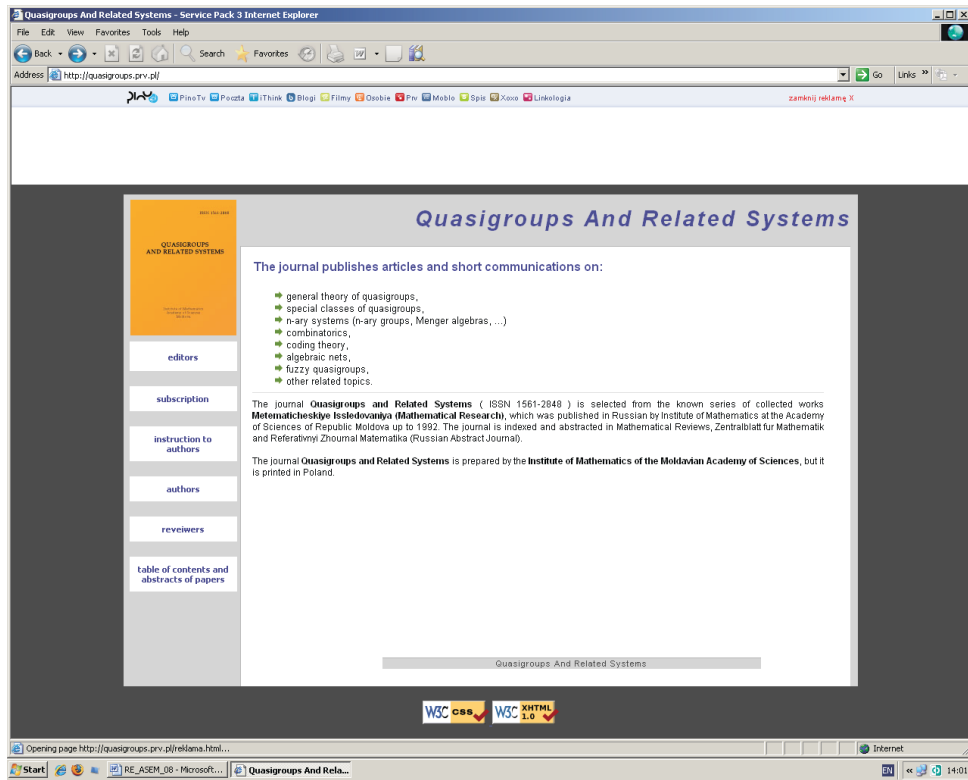 Quasigroups And Related Systems - Service Pack 3 Internet Explorer
File Edit View Favorites Tools Help
Back Search Favorites
Address http://quasigroups.prv.pl/ Go Links »
PinoTv Poczta iThink Blogi Filmy Osobie Prv Moblo Spis Xoxo Linkologia zamknij reklamę X
ISSN 1561-2848
QUASIGROUPS
AND RELATED SYSTEMS
Quasigroups And Related Systems
The journal publishes articles and short communications on:
general theory of quasigroups,
special classes of quasigroups,
n-ary systems (n-ary groups, Menger algebras, ...)
combinatorics,
coding theory,
algebraic nets,
fuzzy quasigroups,
other related topics.
The journal Quasigroups and Related Systems ( ISSN 1561-2848 ) is selected from the known series of collected works
Metematicheskiye Issledovaniya (Mathematical Research), which was published in Russian by Institute of Mathematics at the Academy
of Sciences of Republic Moldova up to 1992. The journal is indexed and abstracted in Mathematical Reviews, Zentralblatt fur Mathematik
and Referativnyi Zhournal Matematika (Russian Abstract Journal).
The journal Quasigroups and Related Systems is prepared by the Institute of Mathematics of the Moldavian Academy of Sciences, but it
is printed in Poland.
editors
subscription
instruction to
authors
authors
reveiwers
table of contents and
abstracts of papers
Quasigroups And Related Systems
W3C css W3C XHTML 1.0
Opening page http://quasigroups.prv.pl/reklama.html... Internet
Start RE_ASEM_08 - Microsoft... Quasigroups And Rela... EN « 14:01